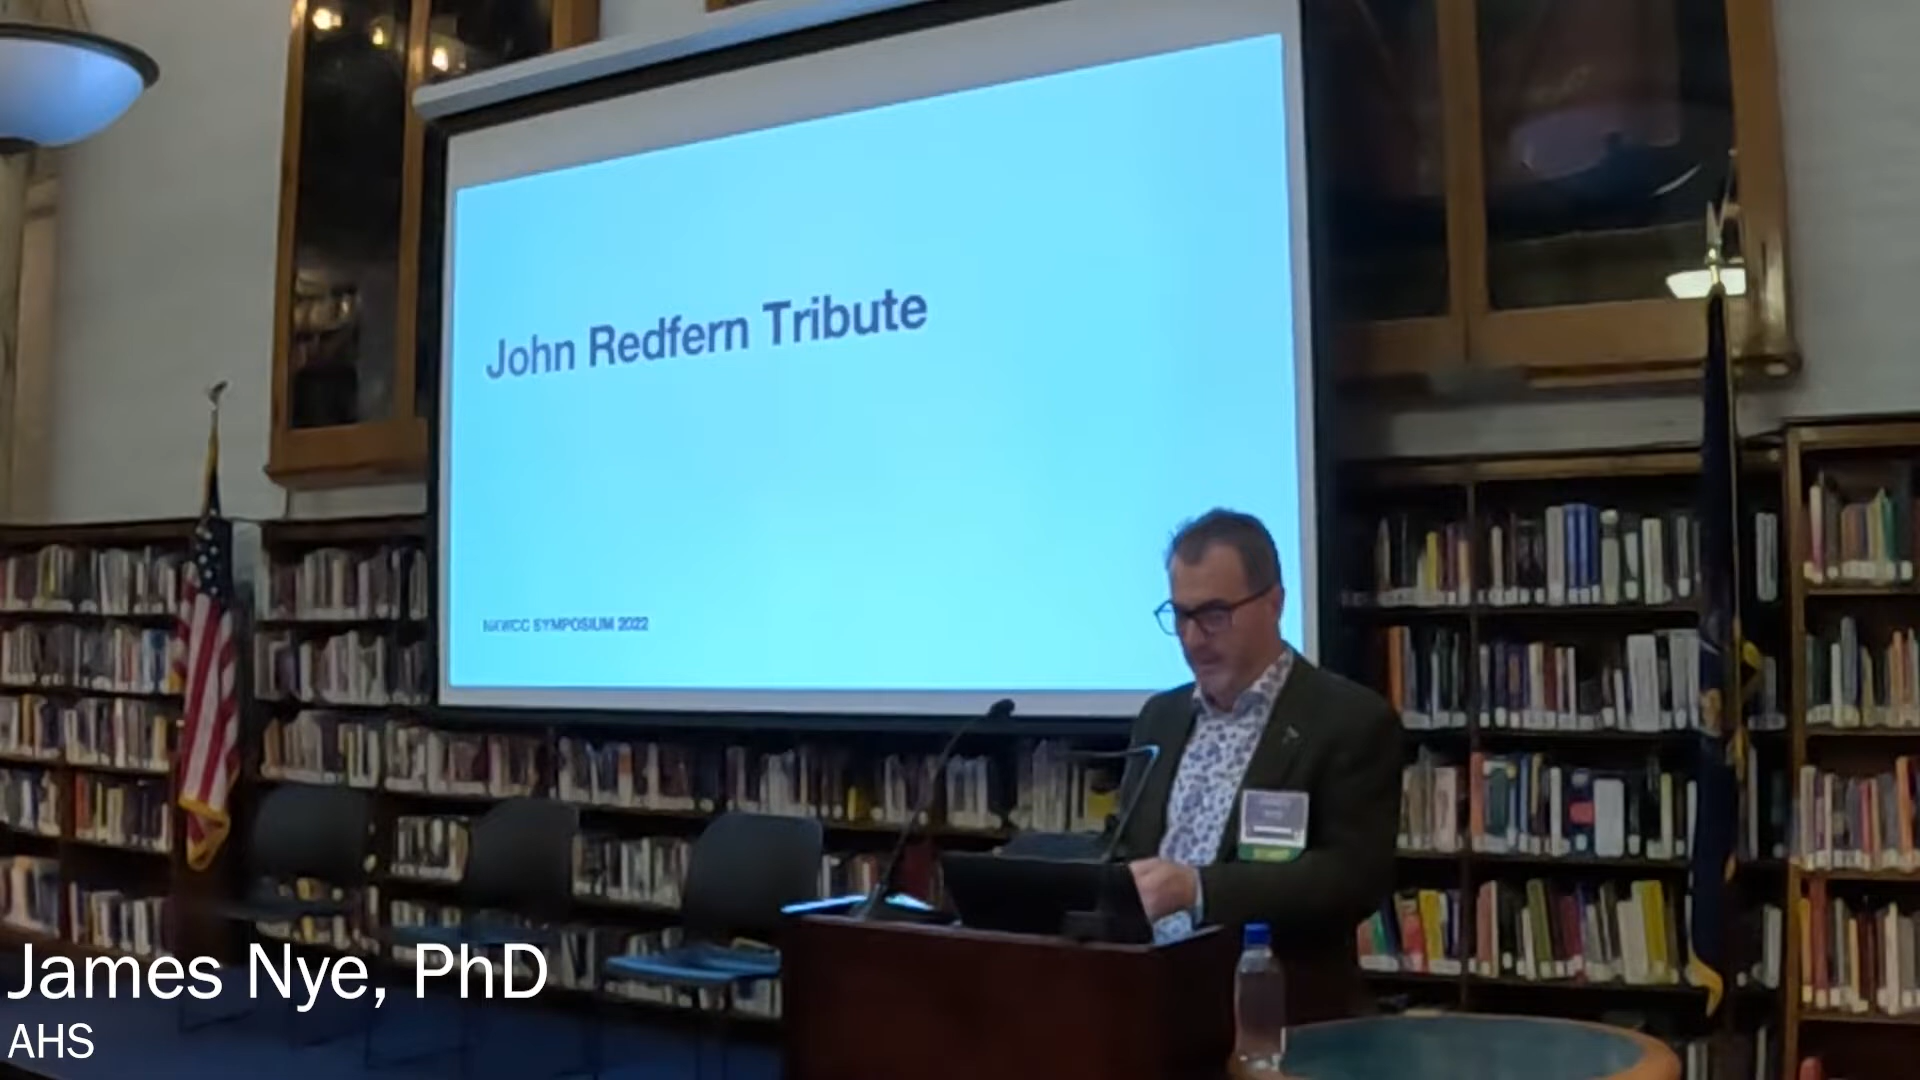 John Redfern Tribute
NAWCC SYMPOSIUM 2022
James Nye, PhD
AHS